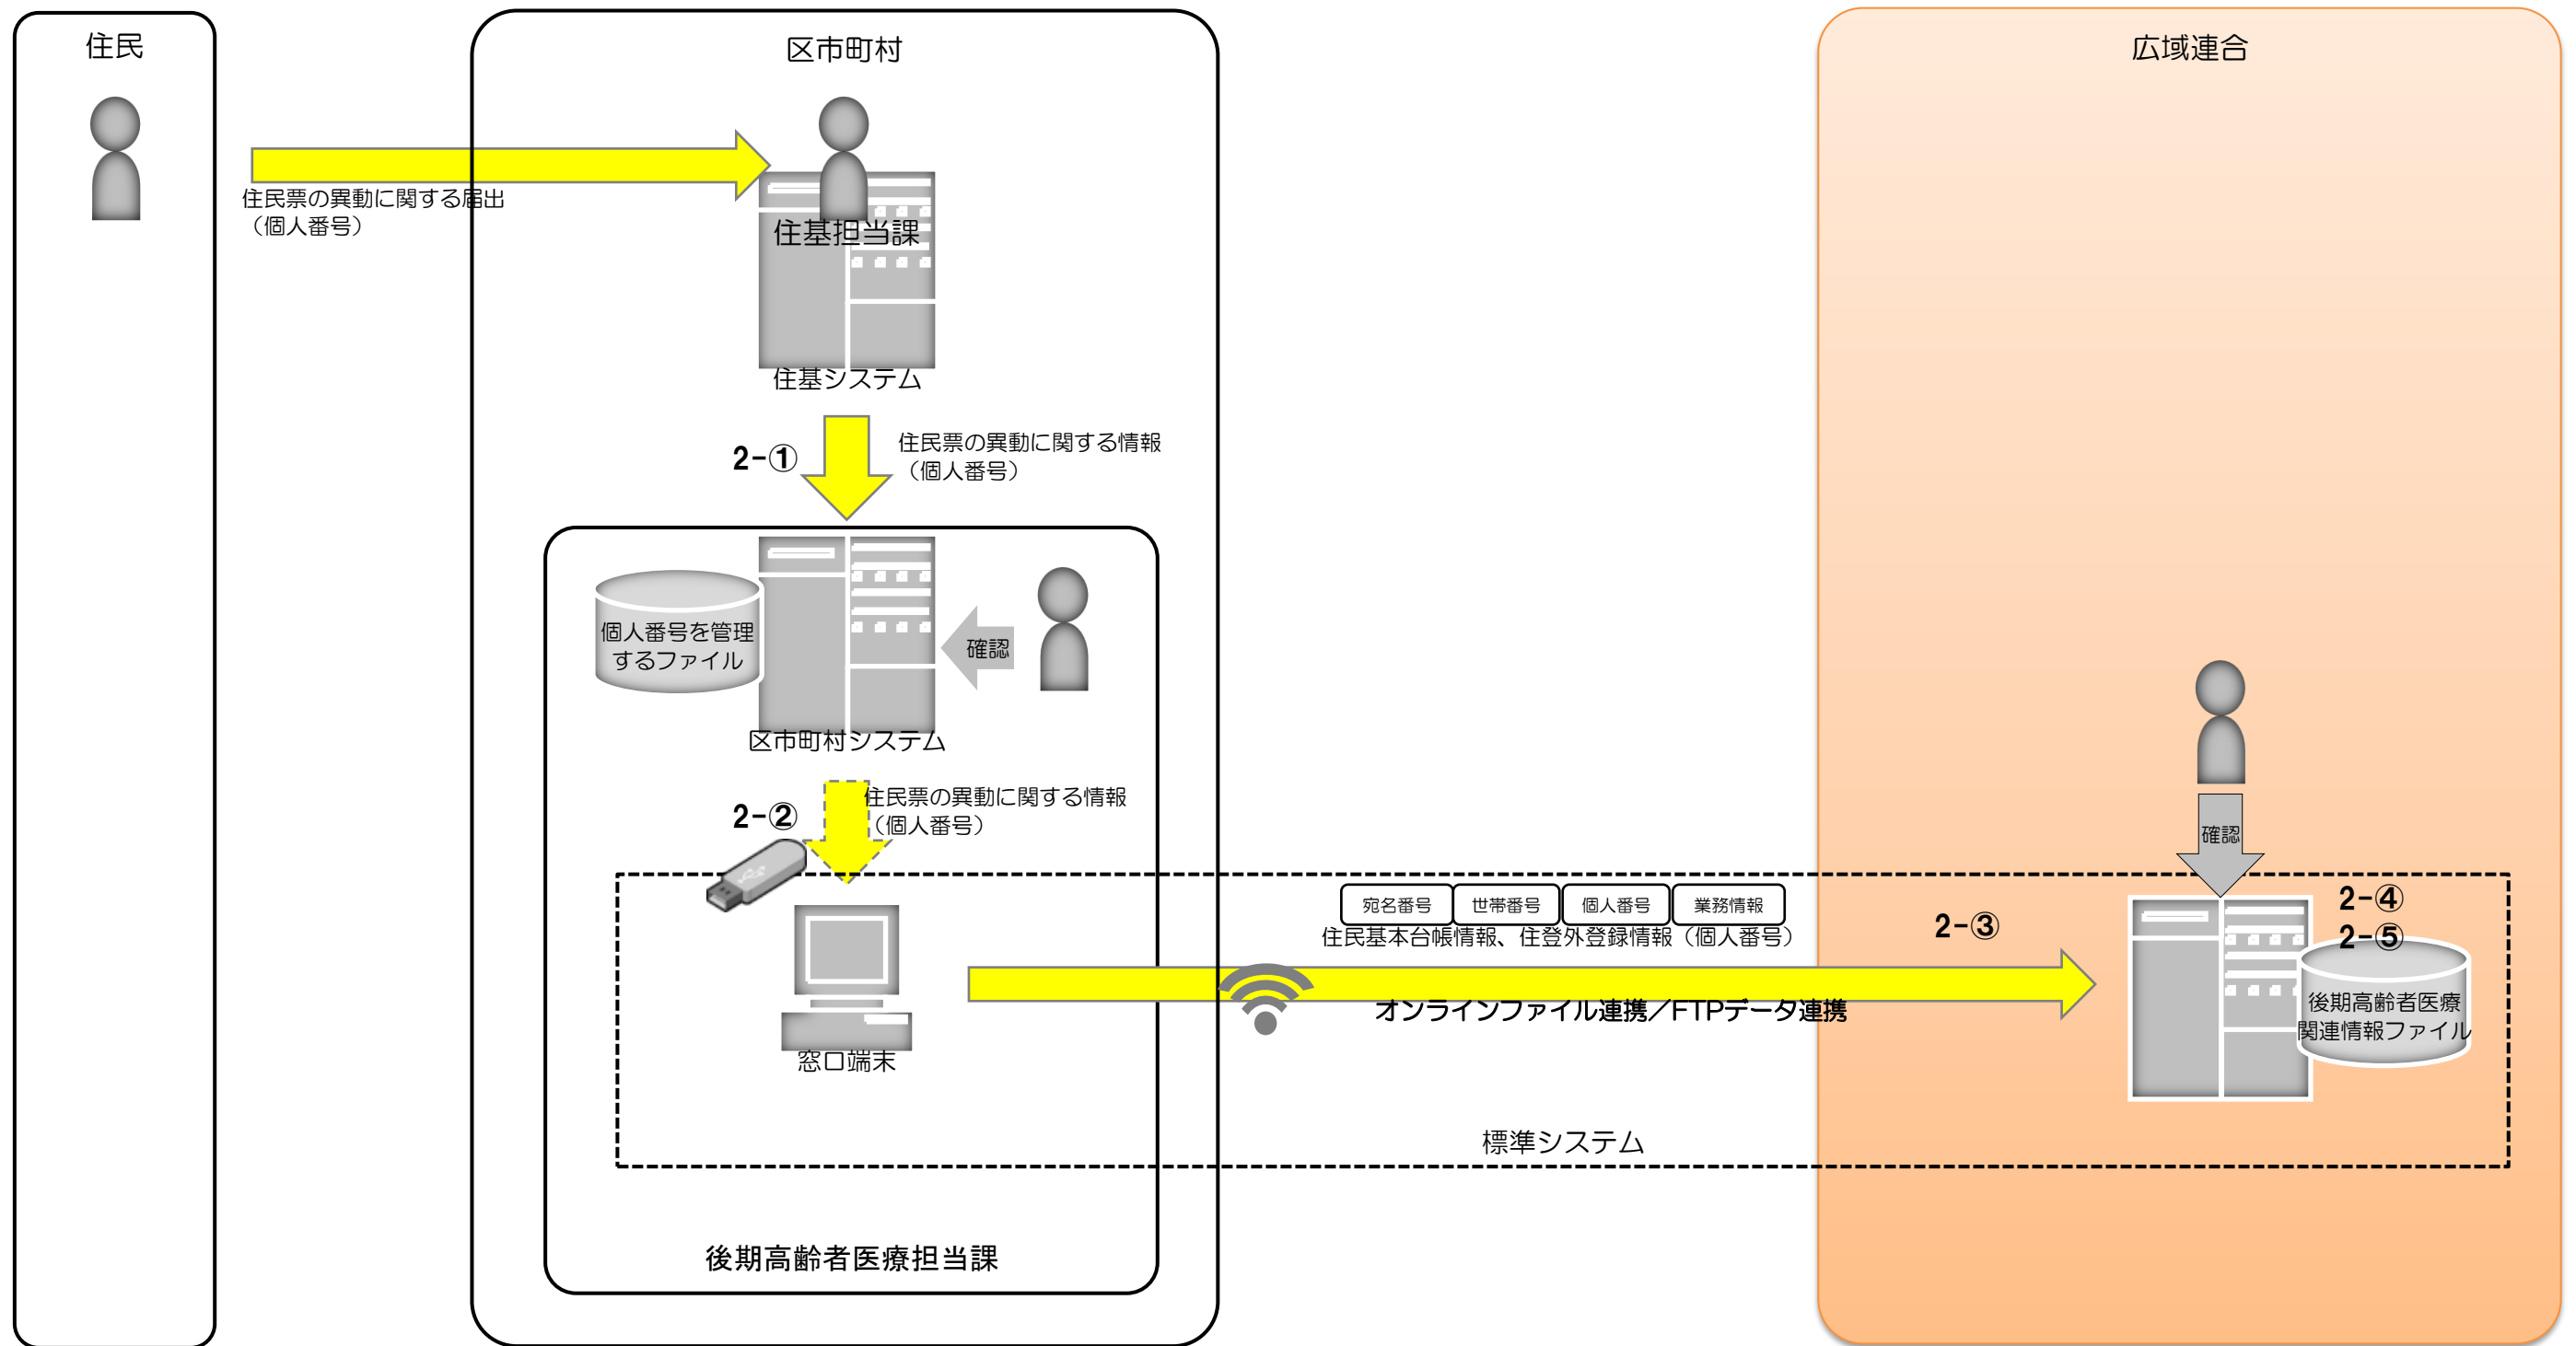 住民
区市町村
広域連合
住民票の異動に関する届出
（個人番号）
住基担当課
住基システム
2-①
住民票の異動に関する情報
（個人番号）
個人番号を管理
するファイル
確認
区市町村システム
2-②
住民票の異動に関する情報
（個人番号）
確認
宛名番号
世帯番号
個人番号
業務情報
住民基本台帳情報、住登外登録情報（個人番号）
2-③
2-④
2-⑤
オンラインファイル連携／FTPデータ連携
後期高齢者医療
関連情報ファイル
窓口端末
標準システム
後期高齢者医療担当課